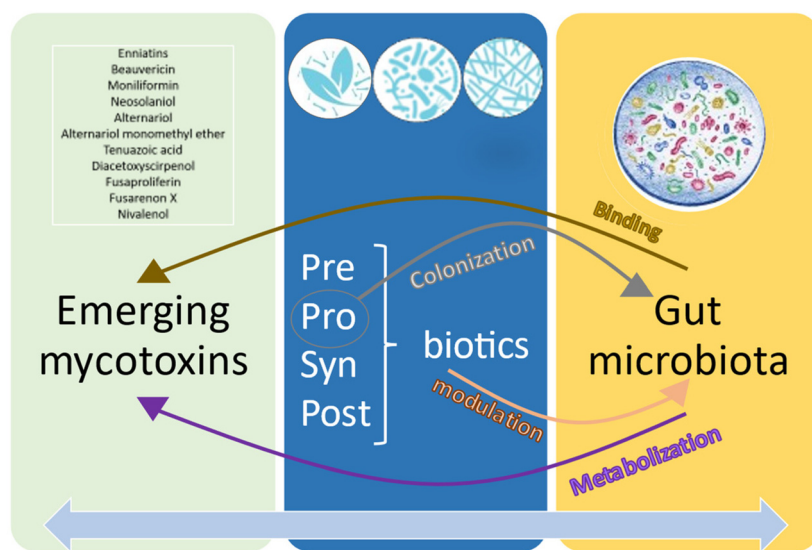 Enniatins
Beauvericin
Moniliformin
Neosolaniol
Alternariol
Alternariol monomethyl ether
Tenuazoic acid
Diacetoxyscirpenol
Fusaproliferin
Fusarenon X
Nivalenol
Binding
Colonization
Pre
Pro
Syn
Post
biotics
Emerging
mycotoxins
Gut
microbiota
modulation
Metabolization